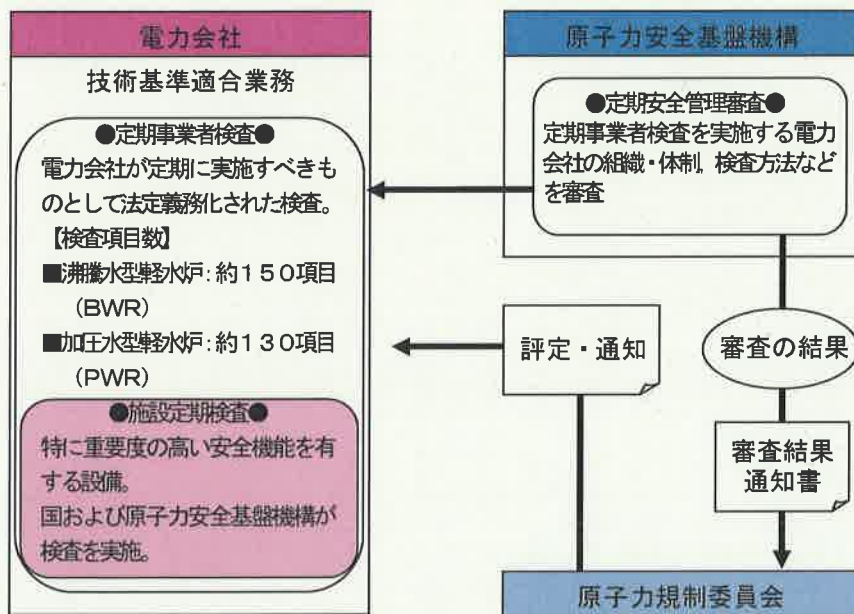 電力会社
技術基準適合業務
●定期事業者検査●
電力会社が定期に実施すべきも
のとして法定義務化された検査。
【検査項目数】
■沸騰水型軽水炉:約150項目
(BWR)
■加圧水型軽水炉:約130項目
(PWR)
●施設定期検査●
特に重要度の高い安全機能を有
する設備。
国および原子力安全基盤機構が
検査を実施。
原子力安全基盤機構
●定期安全管理審査●
定期事業者検査を実施する電力
会社の組織・体制,検査方法など
を審査
評定・通知
審査の結果
審査結果
通知書
原子力規制委員会